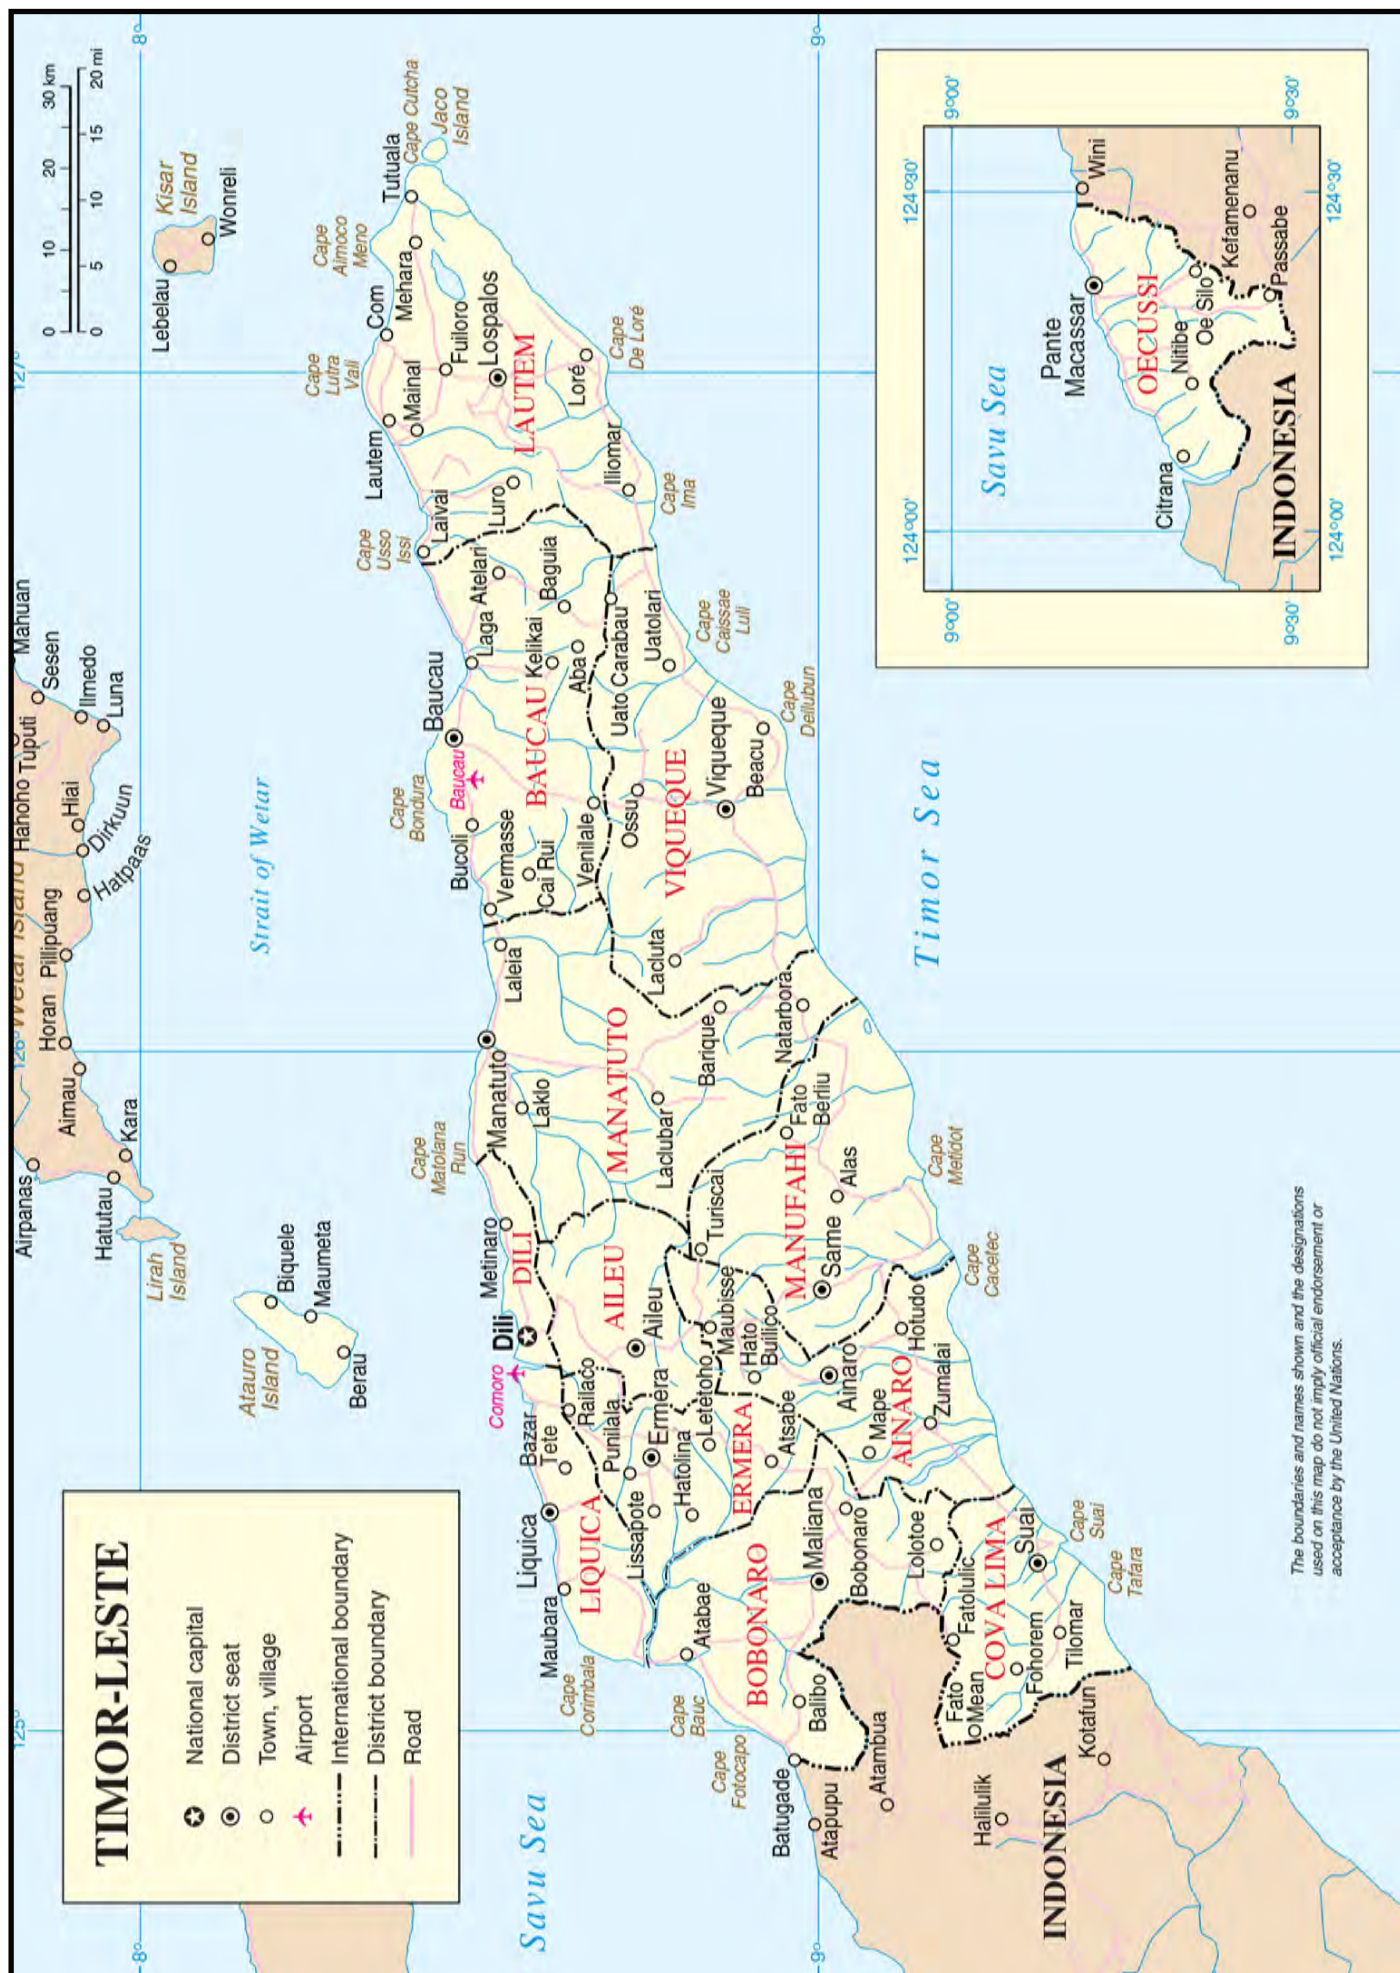 TIMOR-LESTE
National capital
District seat
Town, village
Airport
International boundary
District boundary
Road
0 10 20 30 km
0 5 10 15 20 mi
125°
126°
127°
8°
8°
9°
9°
Savu Sea
Strait of Wetar
Timor Sea
Wetar Island
Airpanas
Hatutau
Kara
Aimau
Horan
Pillipuang
Hatpaas
Dirkuun
Hiai
Hahoho
Tuputi
Luna
Ilmedo
Sesen
Mahuan
Lirah
Island
Atauro
Island
Biquele
Maumeta
Berau
Kisar
Island
Lebelau
Wonreli
Cape
Fotocapo
Cape
Bauc
Cape
Corimbala
Cape
Matolana
Run
Cape
Bondura
Cape
Usso
Issi
Cape
Lutra
Vali
Cape
Aimoco
Meno
Cape Cutcha
Jaco
Island
Cape
De Loré
Cape
Ima
Cape
Caissae
Luli
Cape
Deilubun
Cape
Metidot
Cape
Cacetec
Cape
Suai
Cape
Tafara
DILI
Dili
Comoro
Metinaro
LIQUICA
Liquica
Maubara
Bazar
Tete
Lissapote
AILEU
Aileu
ERMERA
Ermera
Railaco
Punilala
Hatolina
Letetoho
Atsabe
BOBONARO
Atabae
Maliana
Balibo
Batugade
Bobonaro
Lolotoe
COVA LIMA
Suai
Fatolulic
Fohorem
Fato
Mean
Tilomar
AINARO
Ainaro
Maubisse
Hato
Builico
Hotudo
Mape
Zumalai
MANUFAHI
Same
Turiscai
Alas
Fato
Berliu
MANATUTO
Manatuto
Laklo
Laleia
Laclubar
Barique
Natarbora
BAUCAU
Baucau
Baucau
Bucoli
Vermasse
Cai Rui
Venilale
Laga
Atelari
Kelikai
Baguia
Aba
VIQUEQUE
Viqueque
Ossu
Lacluta
Beacu
Uato Carabau
Uatolari
LAUTEM
Lautem
Laivai
Luro
Mainal
Com
Mehara
Fuiloro
Lospalos
Tutuala
Loré
Iliomar
Atapupu
Atambua
Halilulik
Kotafun
INDONESIA
124°00'
124°30'
9°00'
9°00'
9°30'
9°30'
124°00'
124°30'
Savu Sea
Pante
Macassar
OECUSSI
Citrana
Nitibe
Oe Silo
Passabe
Wini
Kefamenanu
INDONESIA
The boundaries and names shown and the designations
used on this map do not imply official endorsement or
acceptance by the United Nations.